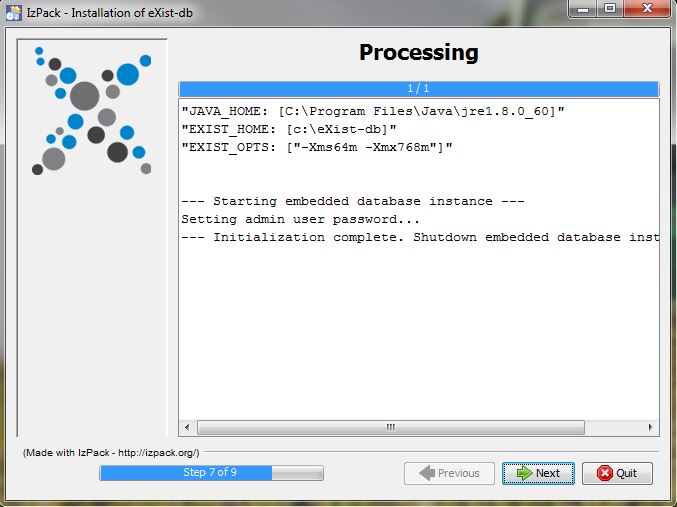 IzPack - Installation of eXist-db
Processing
1 / 1
"JAVA_HOME: [C:\Program Files\Java\jre1.8.0_60]"
"EXIST_HOME: [c:\eXist-db]"
"EXIST_OPTS: ["-Xms64m -Xmx768m"]"
--- Starting embedded database instance ---
Setting admin user password...
--- Initialization complete. Shutdown embedded database inst
(Made with IzPack - http://izpack.org/)
Step 7 of 9
Previous
Next
Quit